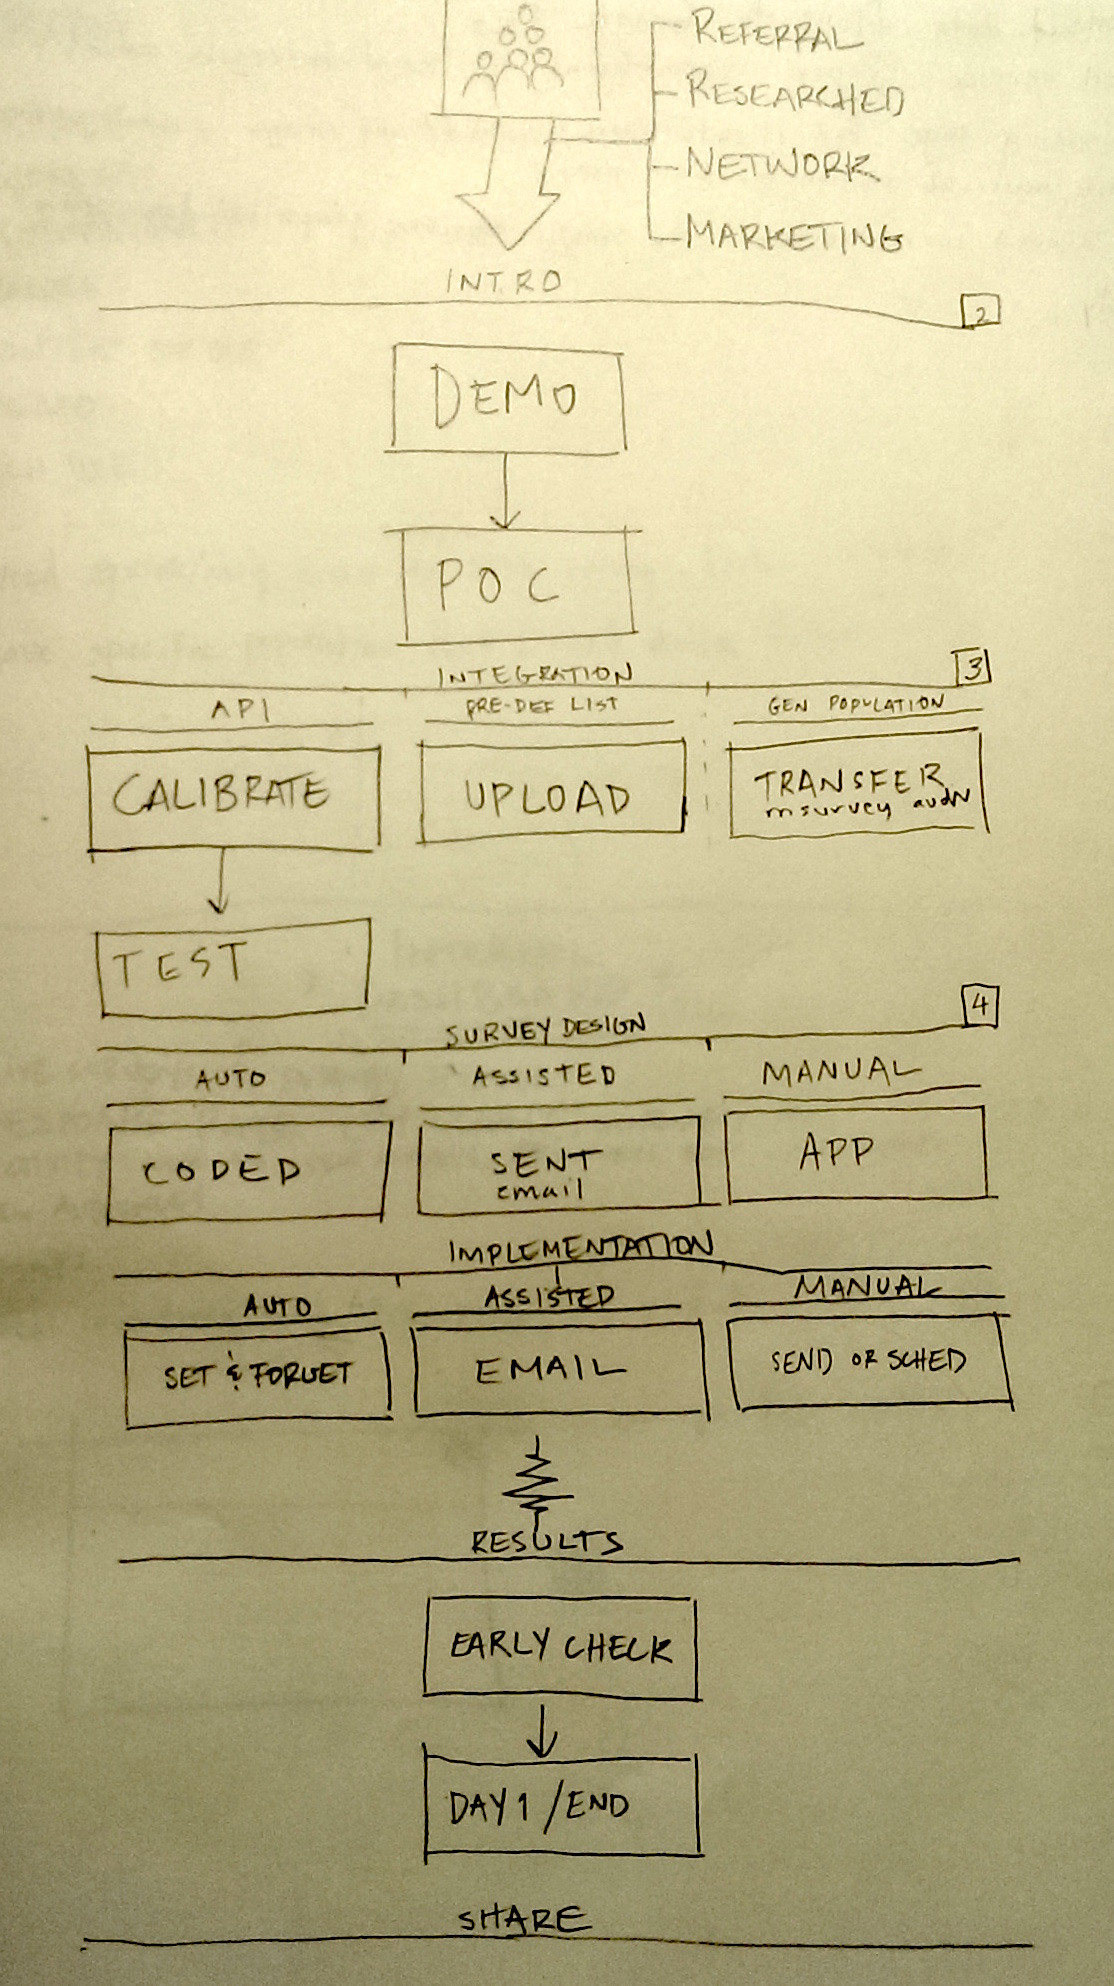 REFERRAL
RESEARCHED
NETWORK
MARKETING
INTRO
2
DEMO
POC
INTEGRATION
3
API
PRE-DEF LIST
GEN POPULATION
CALIBRATE
UPLOAD
TRANSFER
msurvey
TEST
4
SURVEY DESIGN
AUTO
ASSISTED
MANUAL
CODED
SENT
email
APP
IMPLEMENTATION
AUTO
ASSISTED
MANUAL
SET & FORGET
EMAIL
SEND OR SCHED
RESULTS
EARLY CHECK
DAY 1 / END
SHARE